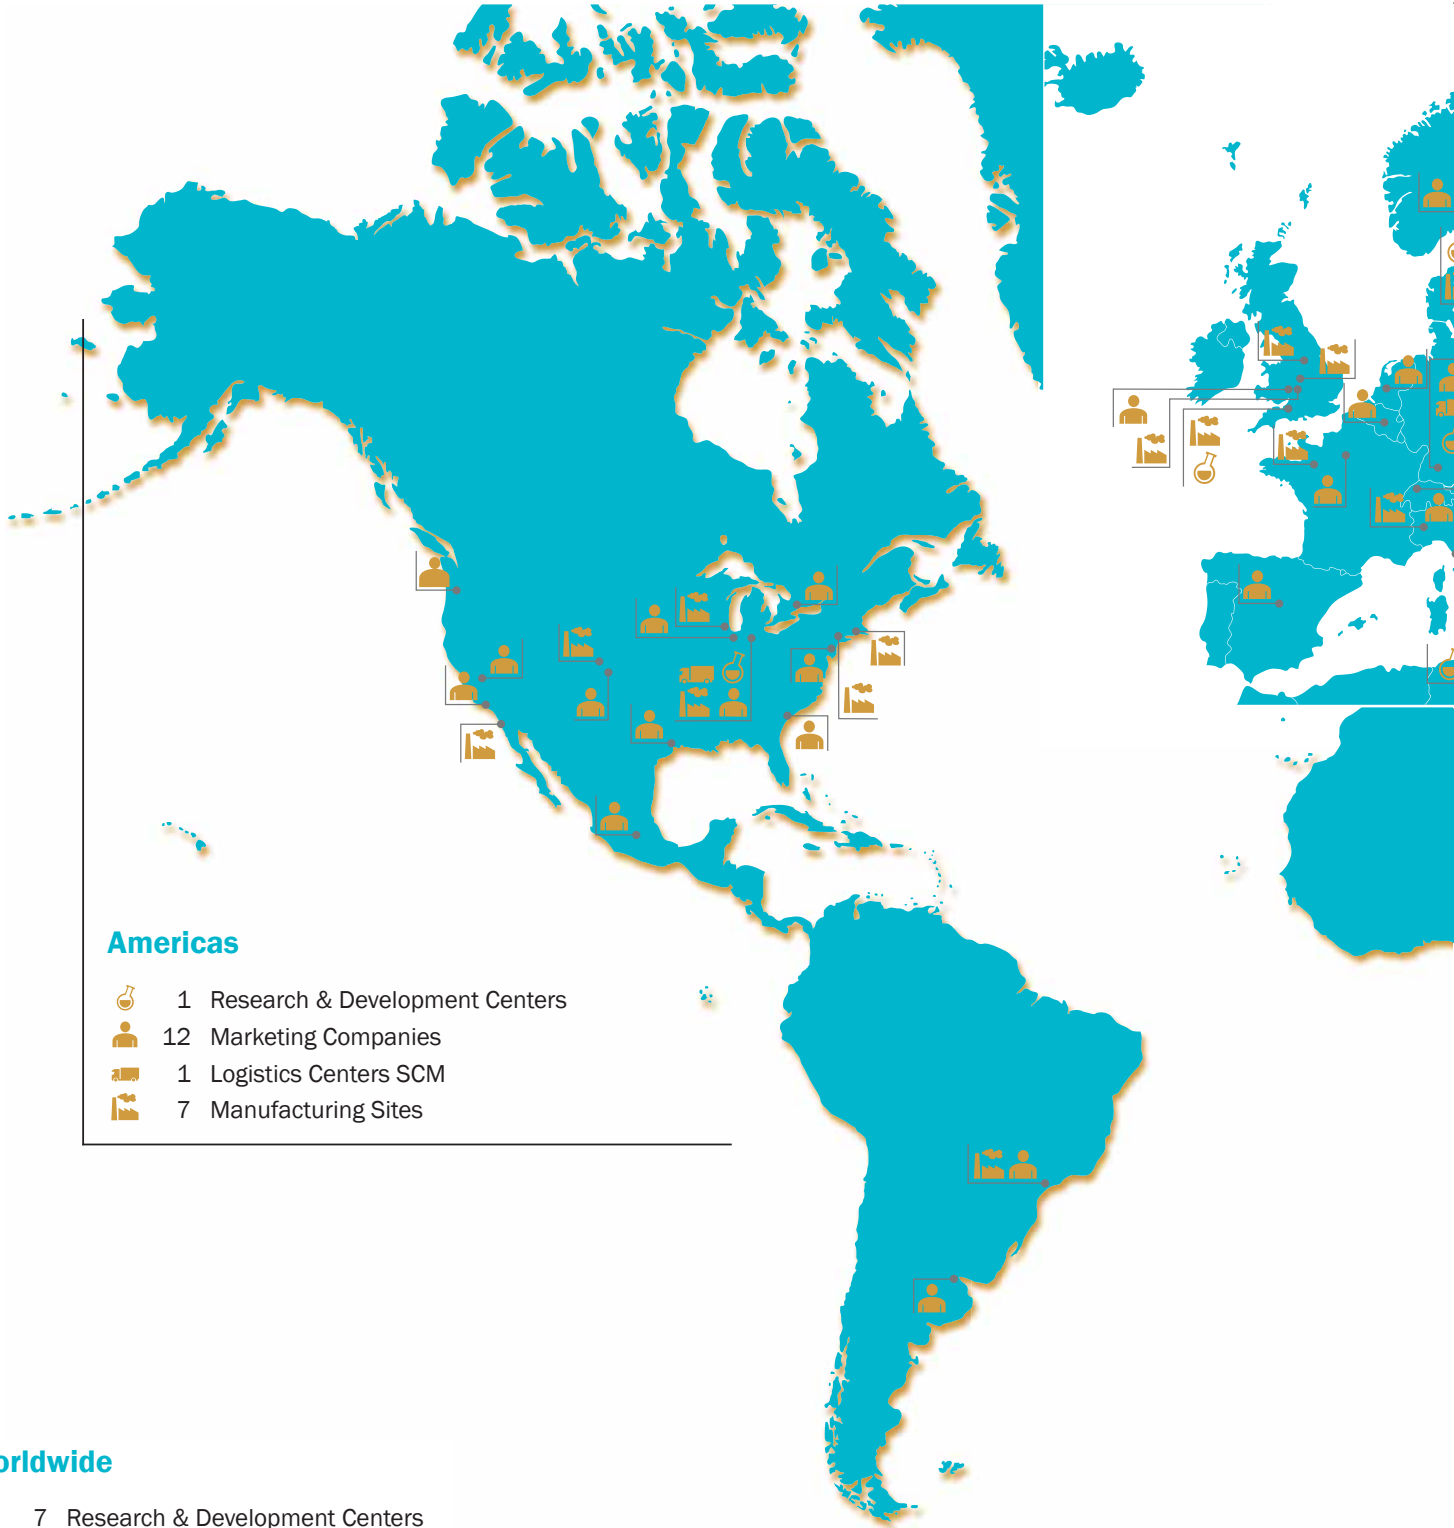 Americas
1 Research & Development Centers
12 Marketing Companies
1 Logistics Centers SCM
7 Manufacturing Sites
orldwide
7 Research & Development Centers